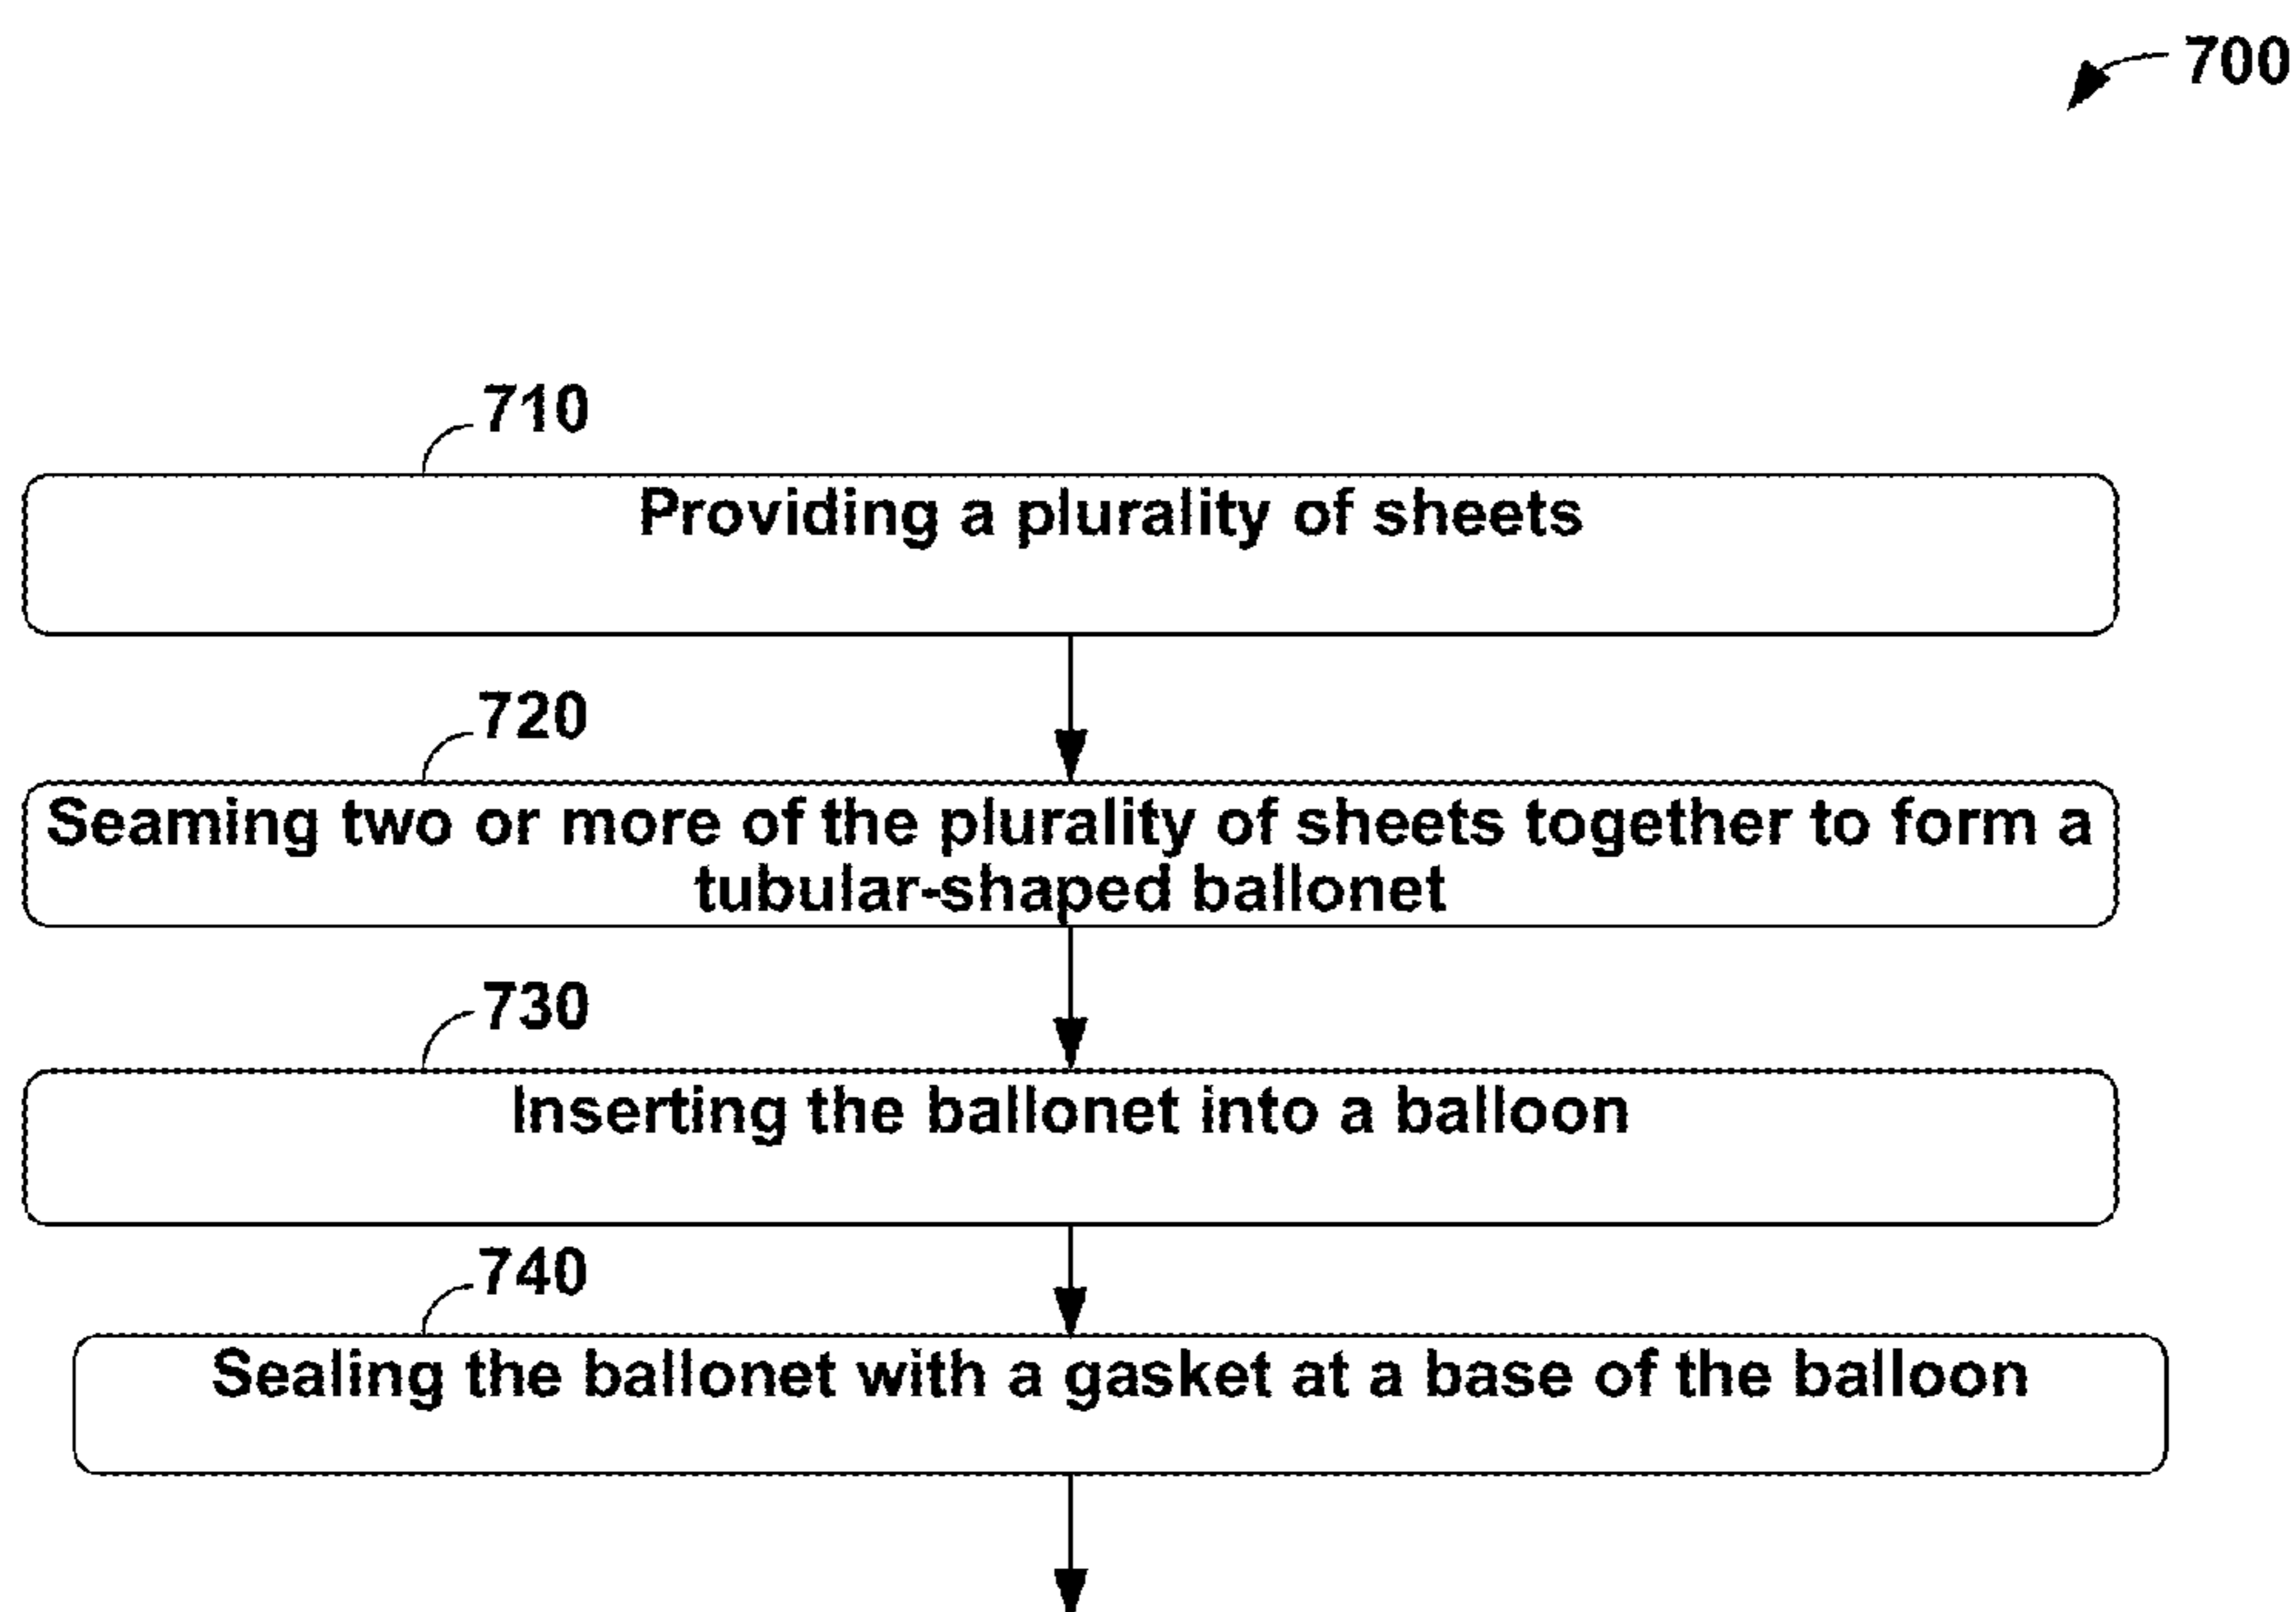 700
710
Providing a plurality of sheets
720
Seaming two or more of the plurality of sheets together to form a
tubular-shaped ballonet
730
Inserting the ballonet into a balloon
740
Sealing the ballonet with a gasket at a base of the balloon